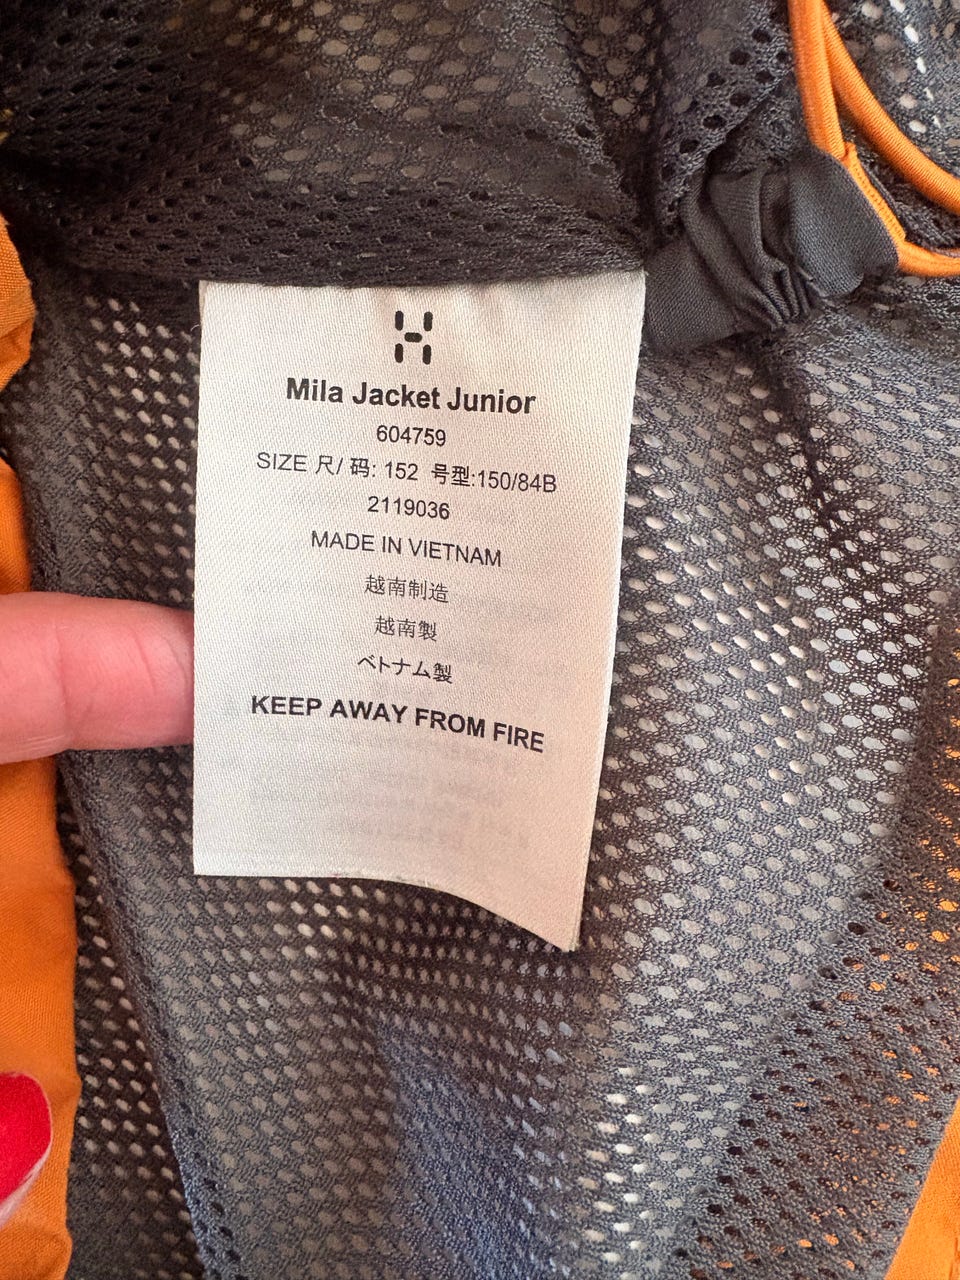 Mila Jacket Junior
604759
SIZE 尺/ 码: 152 号型:150/84B
2119036
MADE IN VIETNAM
越南制造
越南製
ベトナム製
KEEP AWAY FROM FIRE